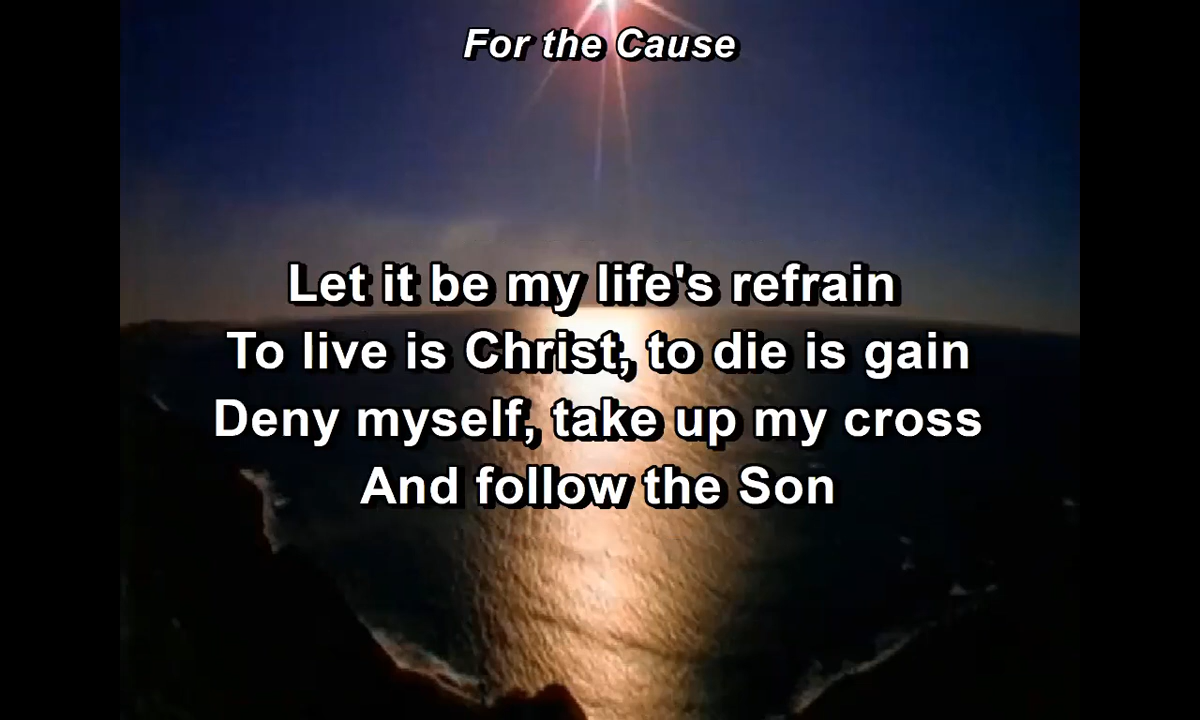 For the Cause
Let it be my life's refrain
To live is Christ, to die is gain
Deny myself, take up my cross
And follow the Son